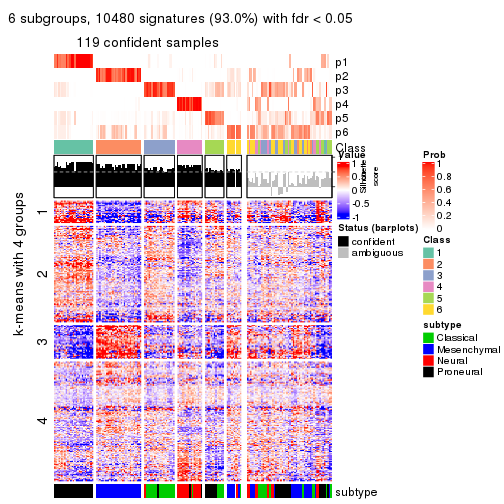 6 subgroups, 10480 signatures (93.0%) with fdr < 0.05
119 confident samples
p1
p2
p3
p4
p5
p6
Class
Silhouette
score
k-means with 4 groups
1
2
3
4
subtype
Value
1
0.5
0
-0.5
-1
Status (barplots)
confident
ambiguous
Prob
1
0.8
0.6
0.4
0.2
0
Class
1
2
3
4
5
6
subtype
Classical
Mesenchymal
Neural
Proneural